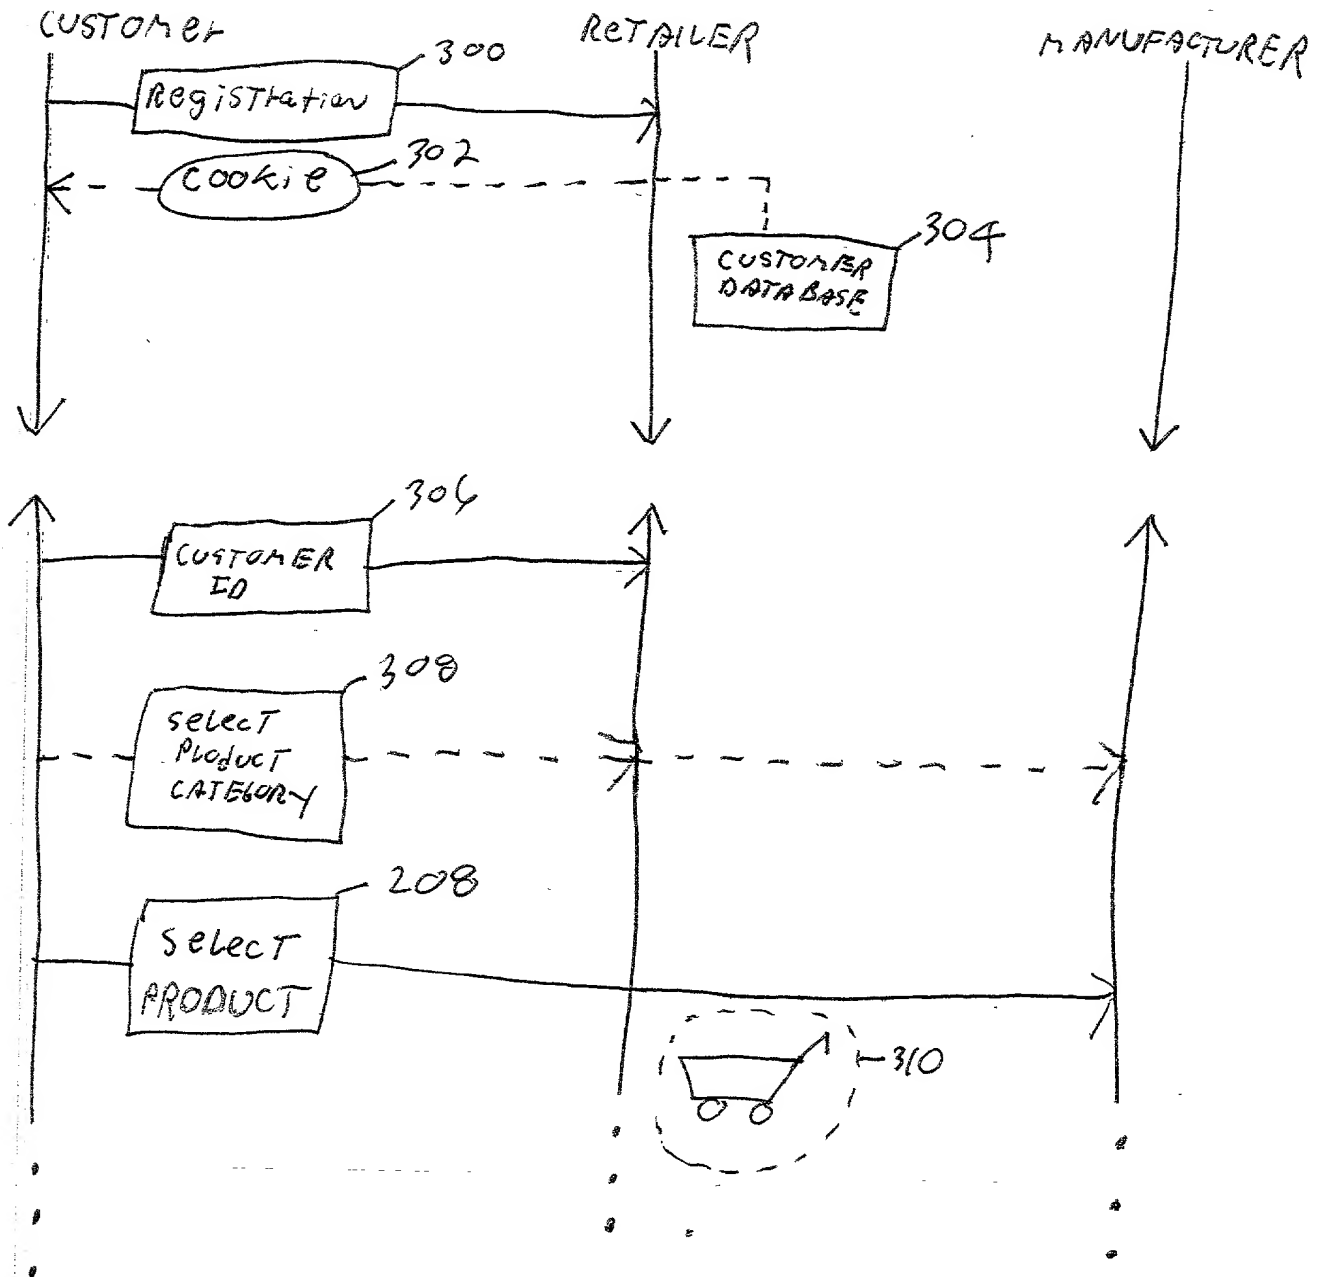 CUSTOMER
RETAILER
MANUFACTURER
300
Registration
302
COOKIE
304
CUSTOMER
DATABASE
306
CUSTOMER
ID
308
SELECT
PRODUCT
CATEGORY
208
SELECT
PRODUCT
310